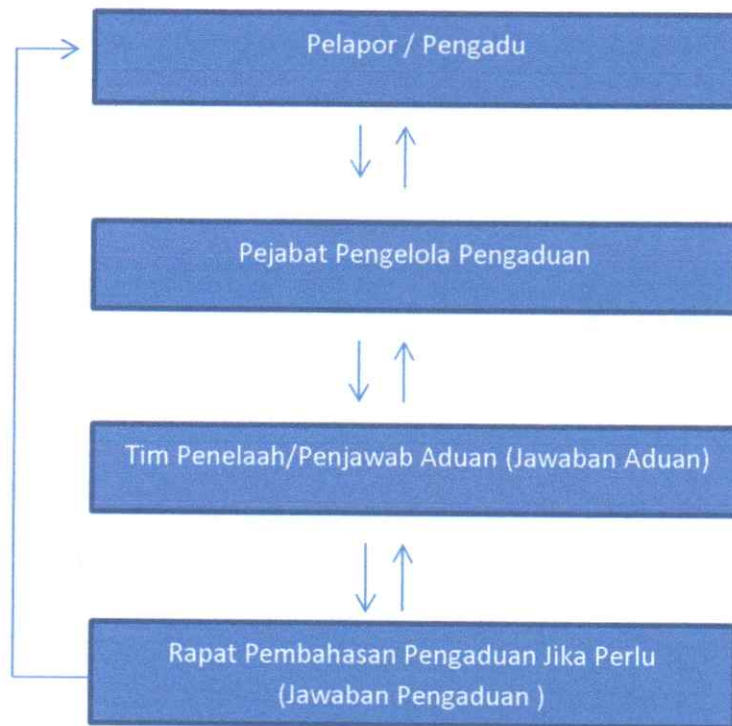 Pelapor / Pengadu
Pejabat Pengelola Pengaduan
Tim Penelaah/Penjawab Aduan (Jawaban Aduan)
Rapat Pembahasan Pengaduan Jika Perlu
(Jawaban Pengaduan )